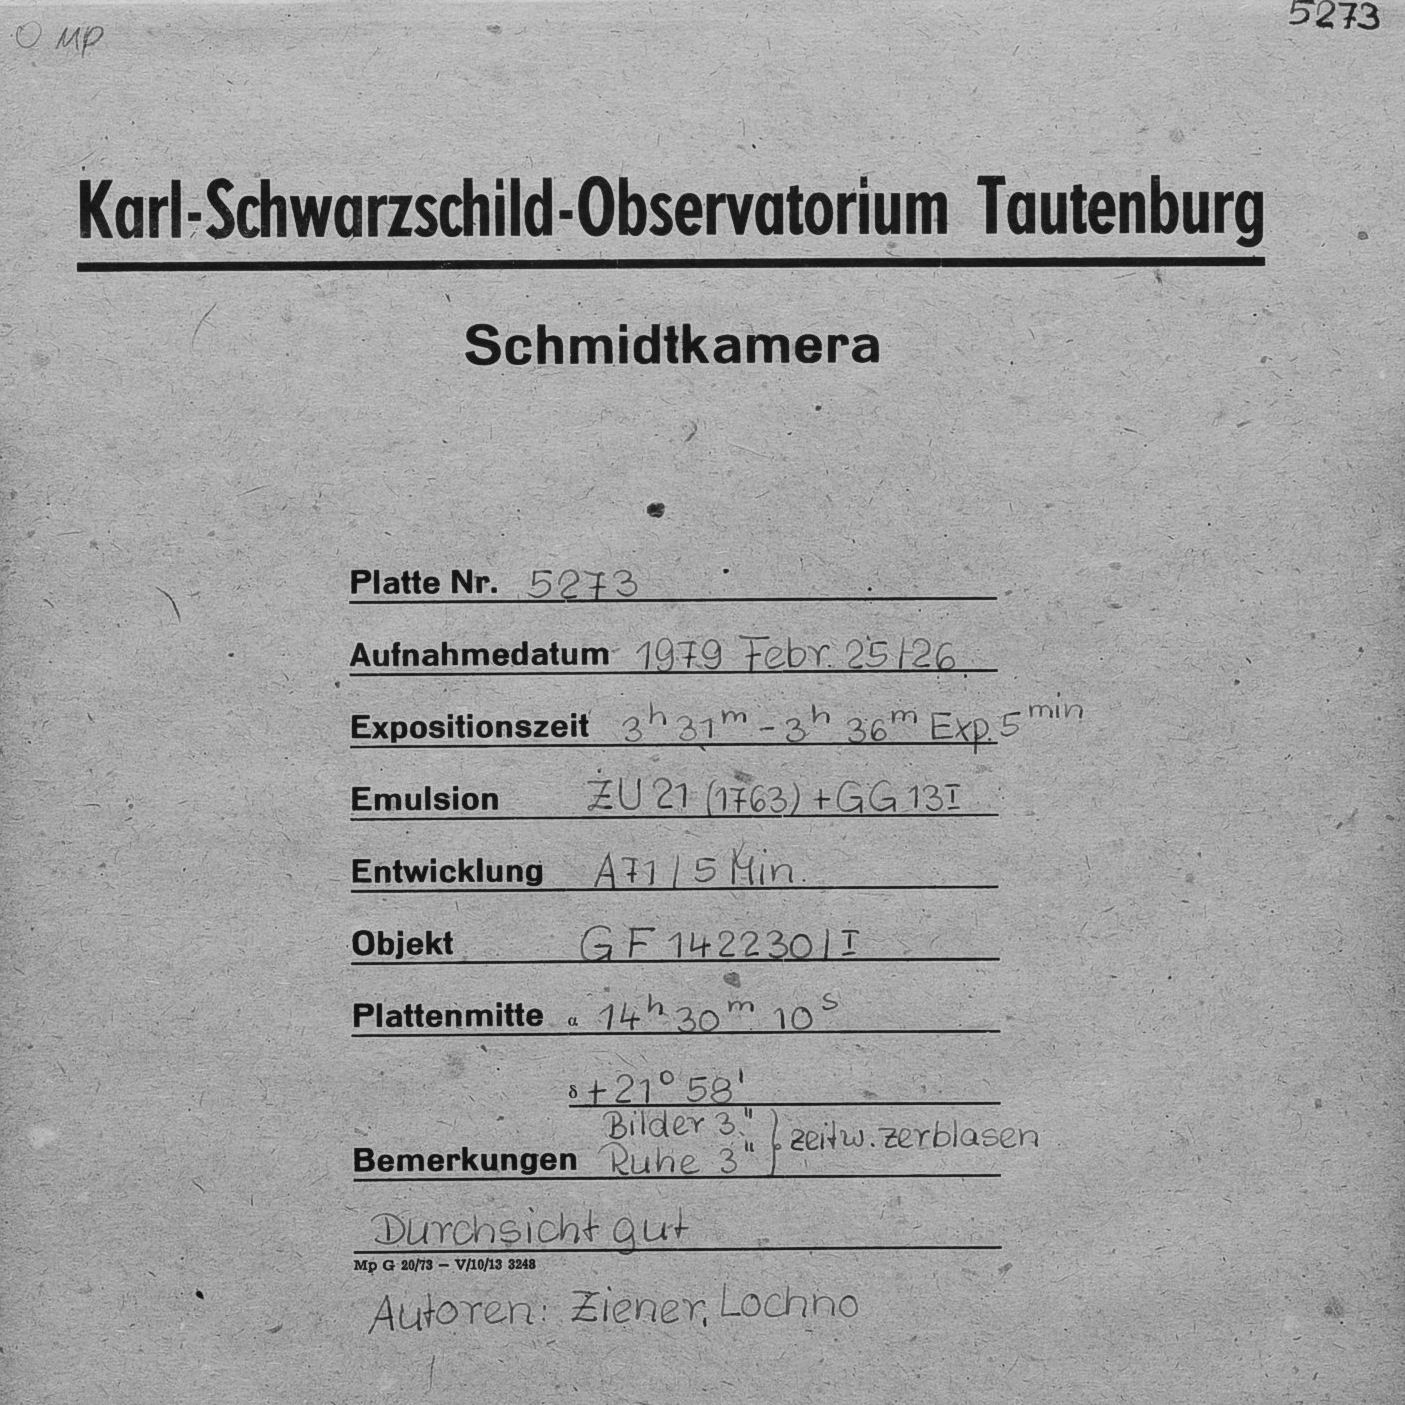 O MP
5273
Karl-Schwarzschild-Observatorium Tautenburg
Schmidtkamera
Platte Nr. 5273
Aufnahmedatum 1979 Febr. 25/26
Expositionszeit 3h 31m - 3h 36m Exp. 5min
Emulsion ZU 21 (1763) + GG 13 I
Entwicklung A71 / 5 Min.
Objekt GF 142230/I
Plattenmitte α 14h 30m 10s
δ +21° 58'
Bilder 3"
Bemerkungen Ruhe 3" } zeitw. zerblasen
Durchsicht gut
Mp G 20/73 — V/10/13 3248
Autoren: Ziener, Lochno